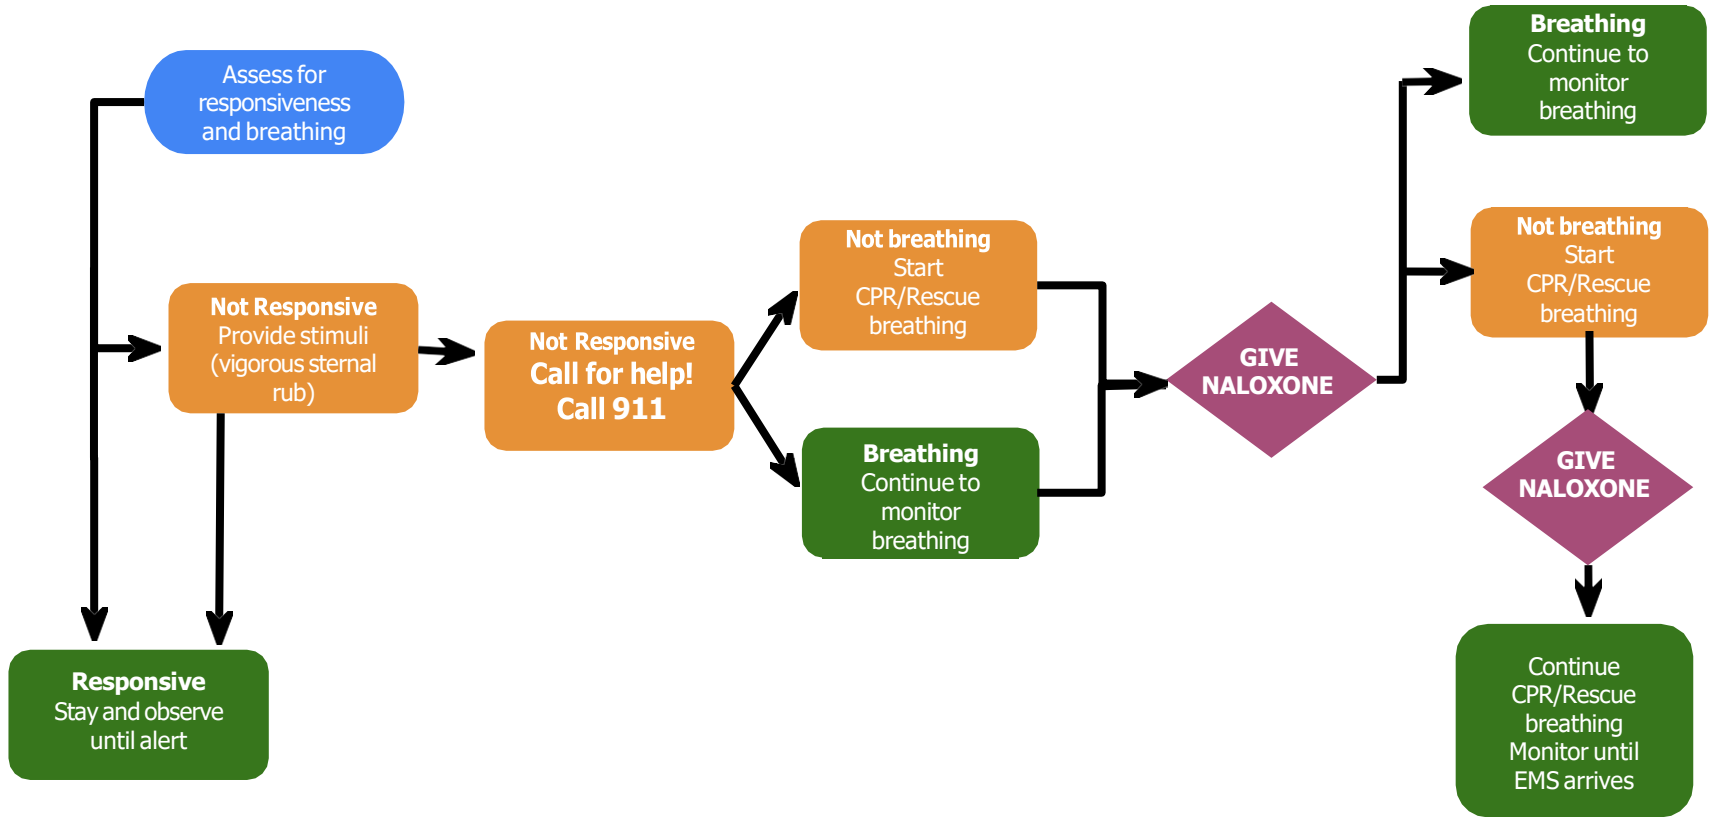 Assess for
responsiveness
and breathing
Not Responsive
Provide stimuli
(vigorous sternal
rub)
Responsive
Stay and observe
until alert
Not Responsive
Call for help!
Call 911
Not breathing
Start
CPR/Rescue
breathing
Breathing
Continue to
monitor
breathing
GIVE
NALOXONE
Breathing
Continue to
monitor
breathing
Not breathing
Start
CPR/Rescue
breathing
GIVE
NALOXONE
Continue
CPR/Rescue
breathing
Monitor until
EMS arrives